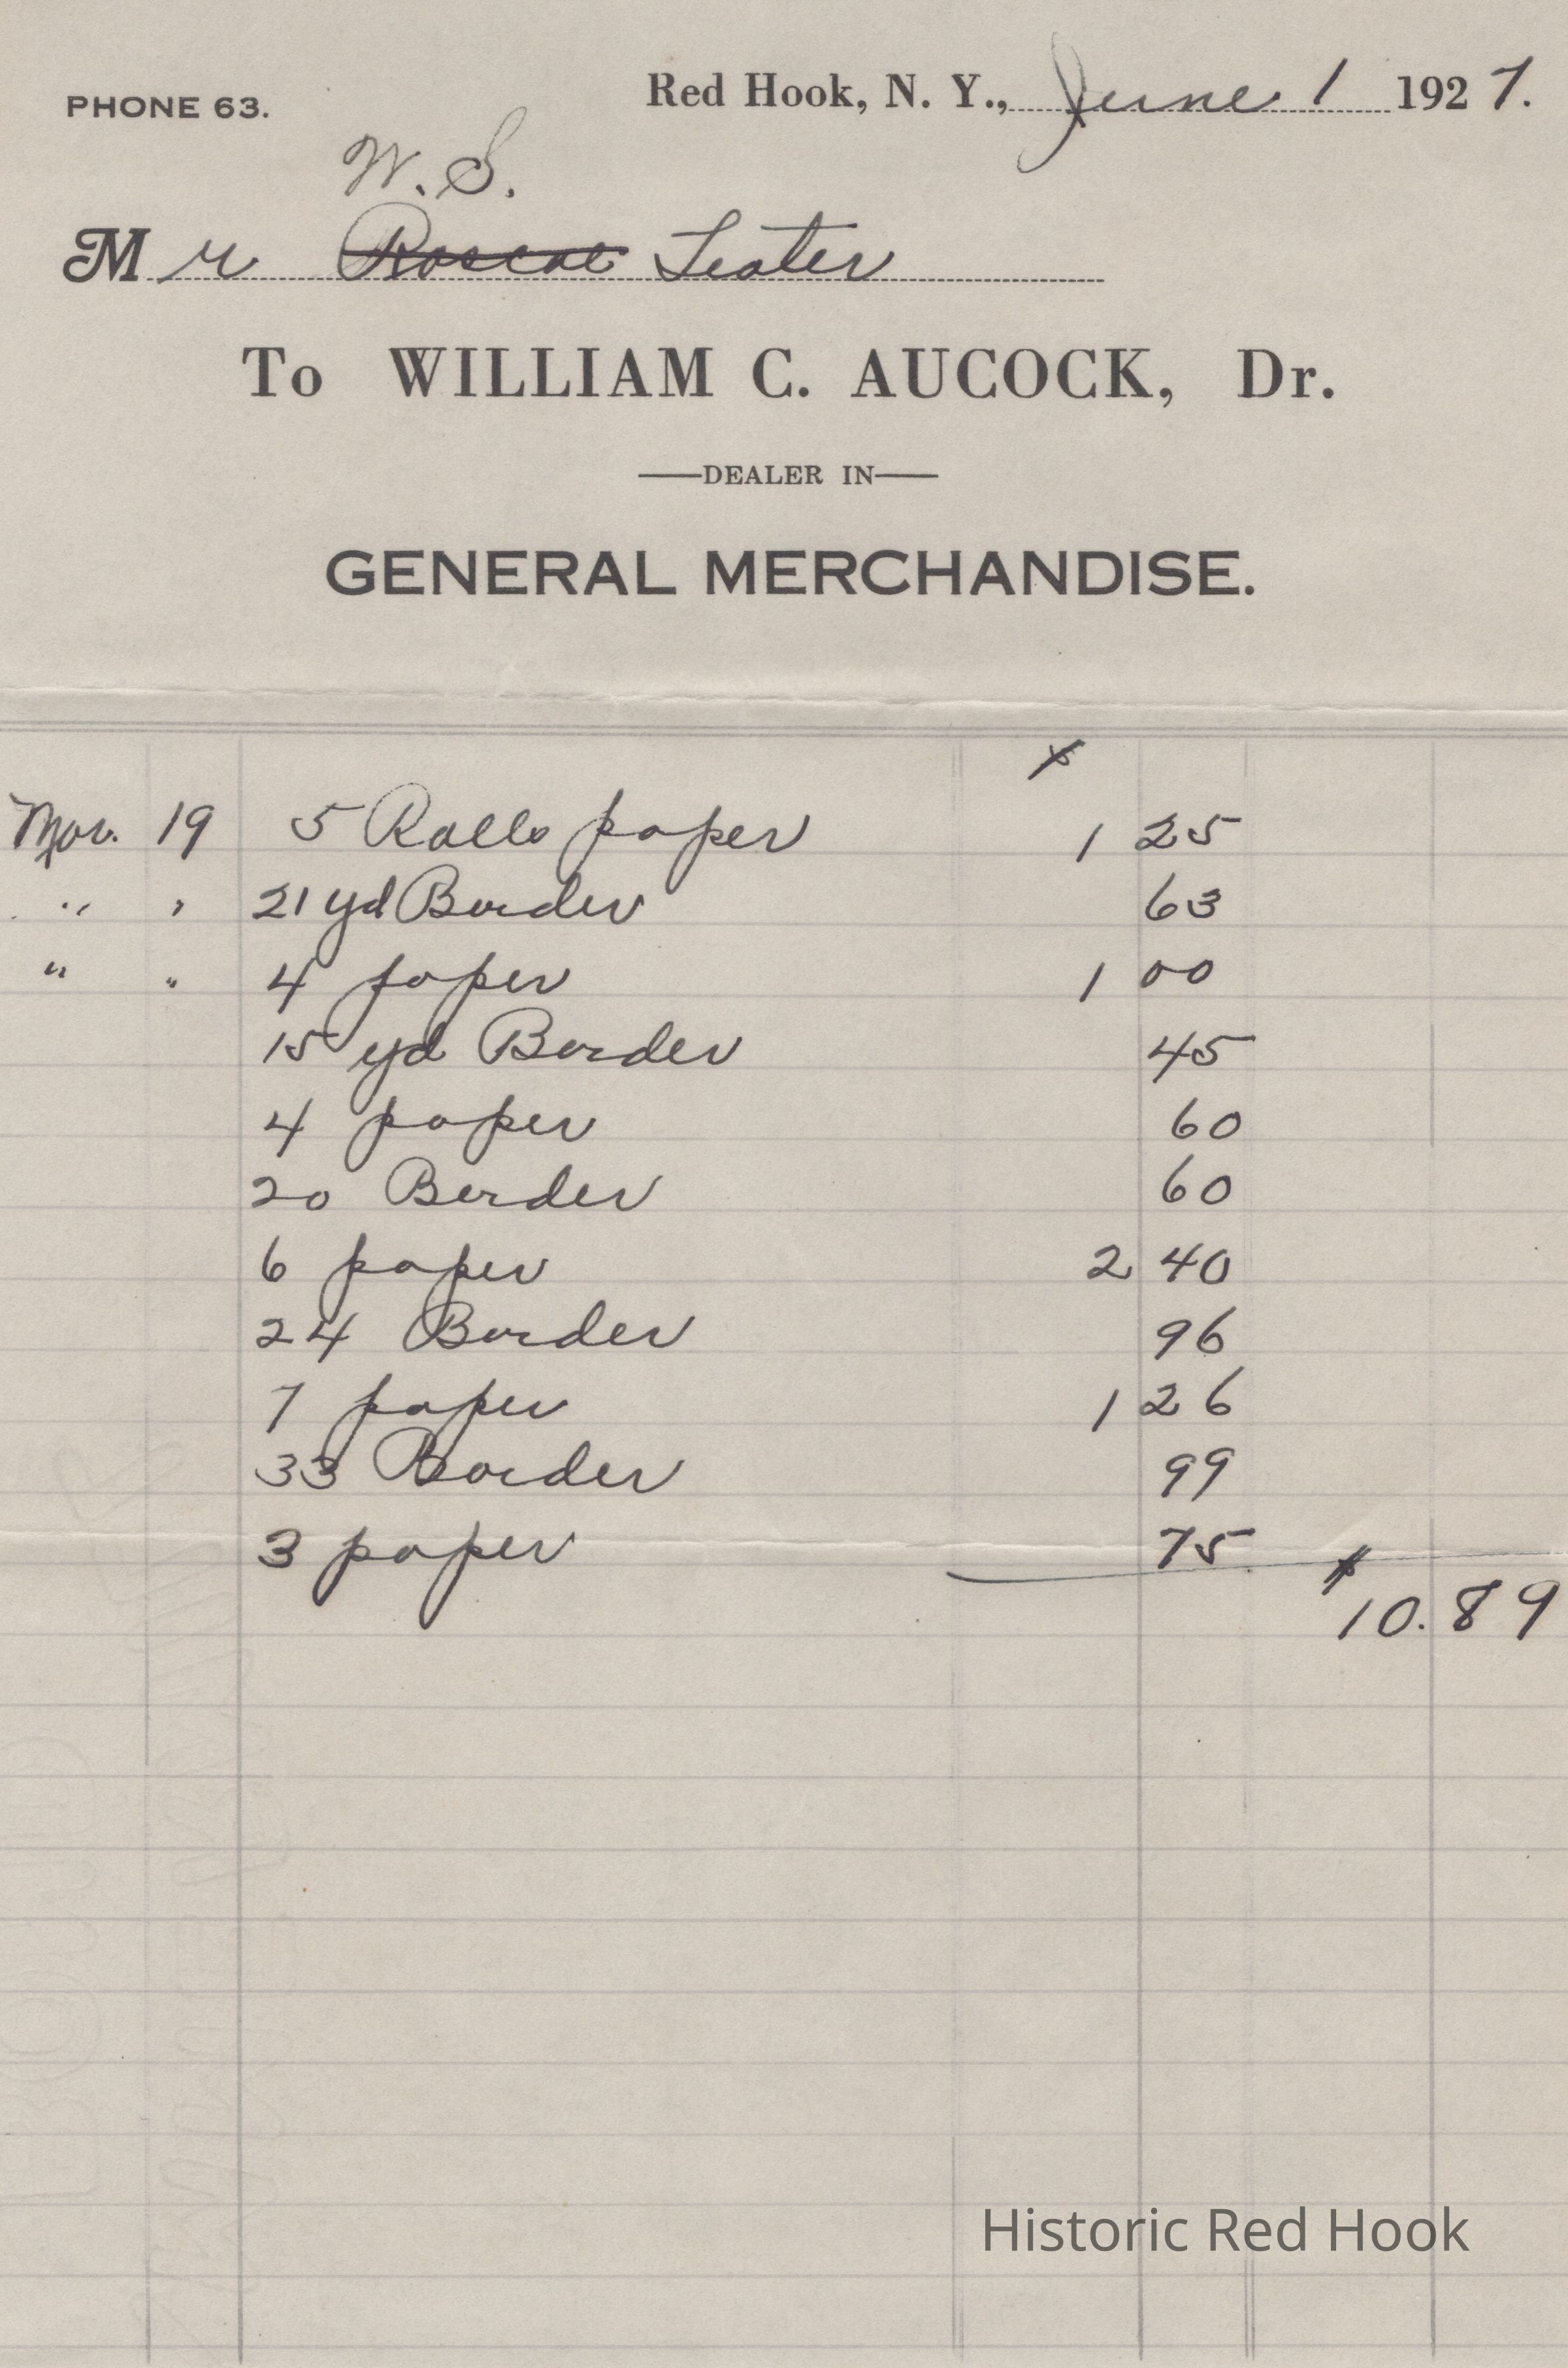 PHONE 63.
Red Hook, N. Y., June 1 1927.
W. S.
Mr Roscoe Teator
To WILLIAM C. AUCOCK, Dr.
DEALER IN
GENERAL MERCHANDISE.
$
Mar. 19 5 Rolls paper 1 25
" " 21 yd Border 63
" " 4 paper 1 00
15 yd Border 45
4 paper 60
20 Border 60
6 paper 2 40
24 Border 96
7 paper 1 26
33 Border 99
3 paper 75
$10.89
Historic Red Hook